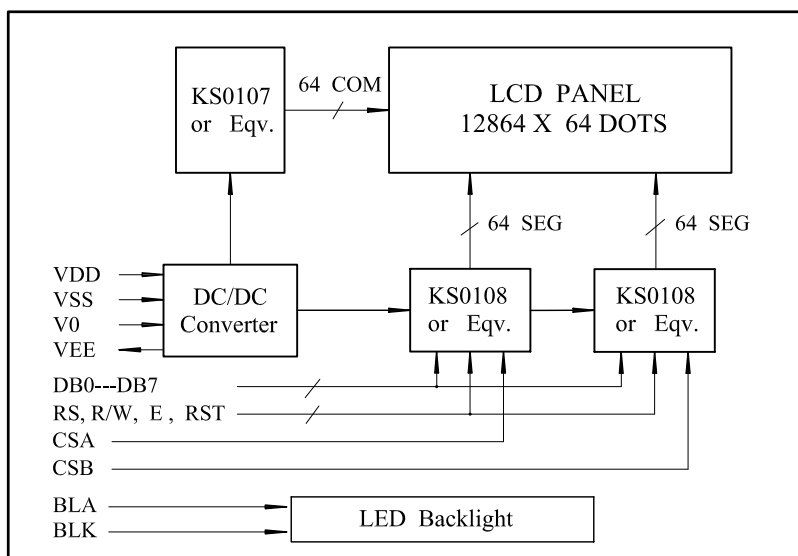 KS0107
or Eqv.
64 COM
LCD PANEL
12864 X 64 DOTS
64 SEG
64 SEG
VDD
VSS
V0
VEE
DC/DC
Converter
KS0108
or Eqv.
KS0108
or Eqv.
DB0---DB7
RS, R/W, E , RST
CSA
CSB
BLA
BLK
LED Backlight